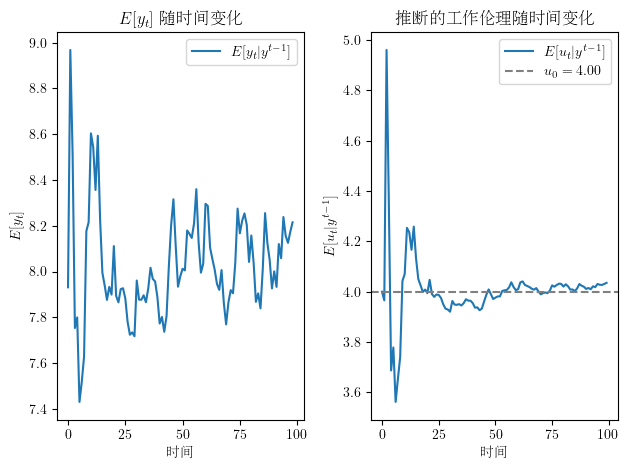 E[y_t] 随时间变化
E[y_t|y^{t-1}]
9.0
8.8
8.6
8.4
8.2
8.0
7.8
7.6
7.4
E[y_t]
0 25 50 75 100
时间
推断的工作伦理随时间变化
E[u_t|y^{t-1}]
u_0 = 4.00
5.0
4.8
4.6
4.4
4.2
4.0
3.8
3.6
E[u_t|y^{t-1}]
0 25 50 75 100
时间